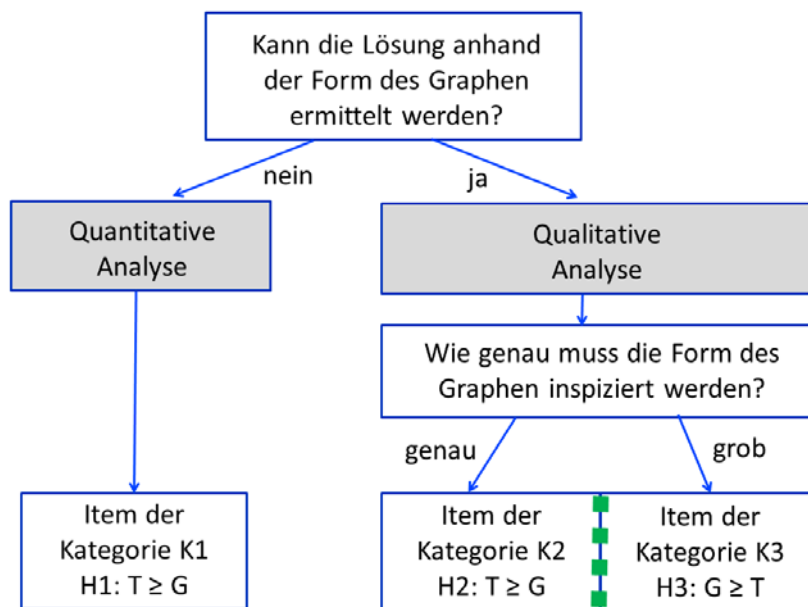 Kann die Lösung anhand
der Form des Graphen
ermittelt werden?
nein
ja
Quantitative
Analyse
Qualitative
Analyse
Wie genau muss die Form des
Graphen inspiziert werden?
genau
grob
Item der
Kategorie K1
H1: T ≥ G
Item der
Kategorie K2
H2: T ≥ G
Item der
Kategorie K3
H3: G ≥ T